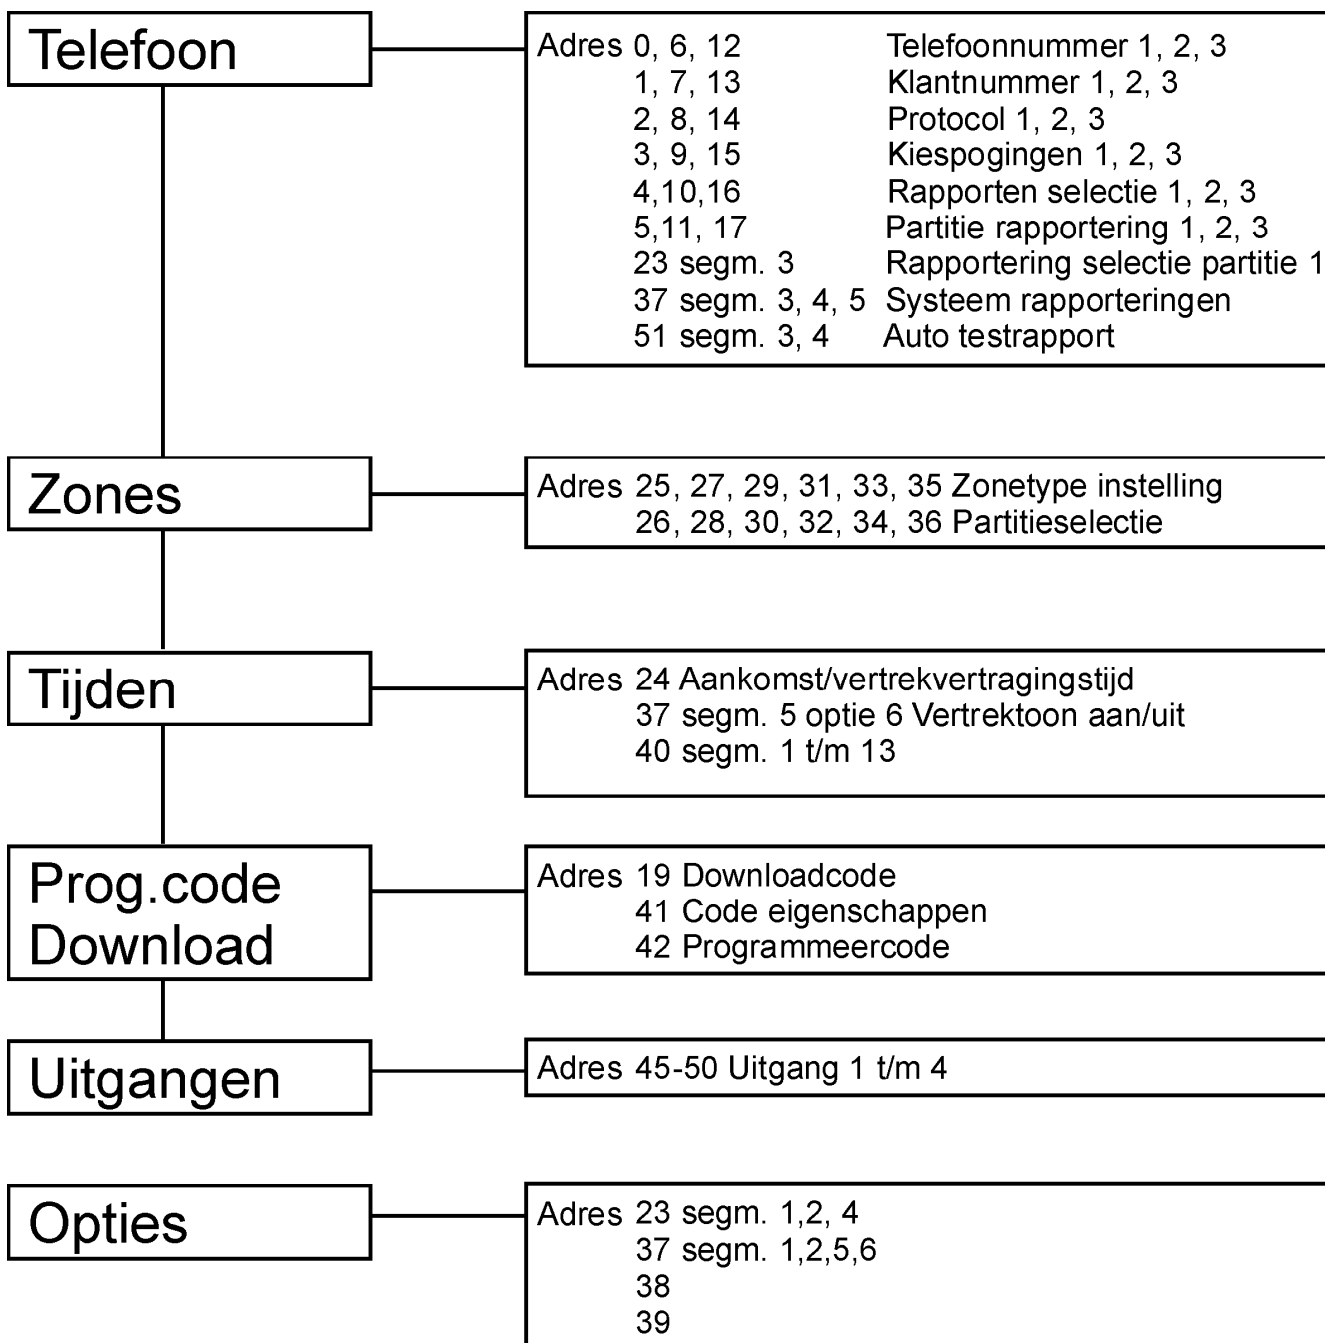 Telefoon
Adres 0, 6, 12 Telefoonnummer 1, 2, 3
1, 7, 13 Klantnummer 1, 2, 3
2, 8, 14 Protocol 1, 2, 3
3, 9, 15 Kiespogingen 1, 2, 3
4,10,16 Rapporten selectie 1, 2, 3
5,11, 17 Partitie rapportering 1, 2, 3
23 segm. 3 Rapportering selectie partitie 1
37 segm. 3, 4, 5 Systeem rapporteringen
51 segm. 3, 4 Auto testrapport
Zones
Adres 25, 27, 29, 31, 33, 35 Zonetype instelling
26, 28, 30, 32, 34, 36 Partitieselectie
Tijden
Adres 24 Aankomst/vertrekvertragingstijd
37 segm. 5 optie 6 Vertrektoon aan/uit
40 segm. 1 t/m 13
Prog.code
Download
Adres 19 Downloadcode
41 Code eigenschappen
42 Programmeercode
Uitgangen
Adres 45-50 Uitgang 1 t/m 4
Opties
Adres 23 segm. 1,2, 4
37 segm. 1,2,5,6
38
39